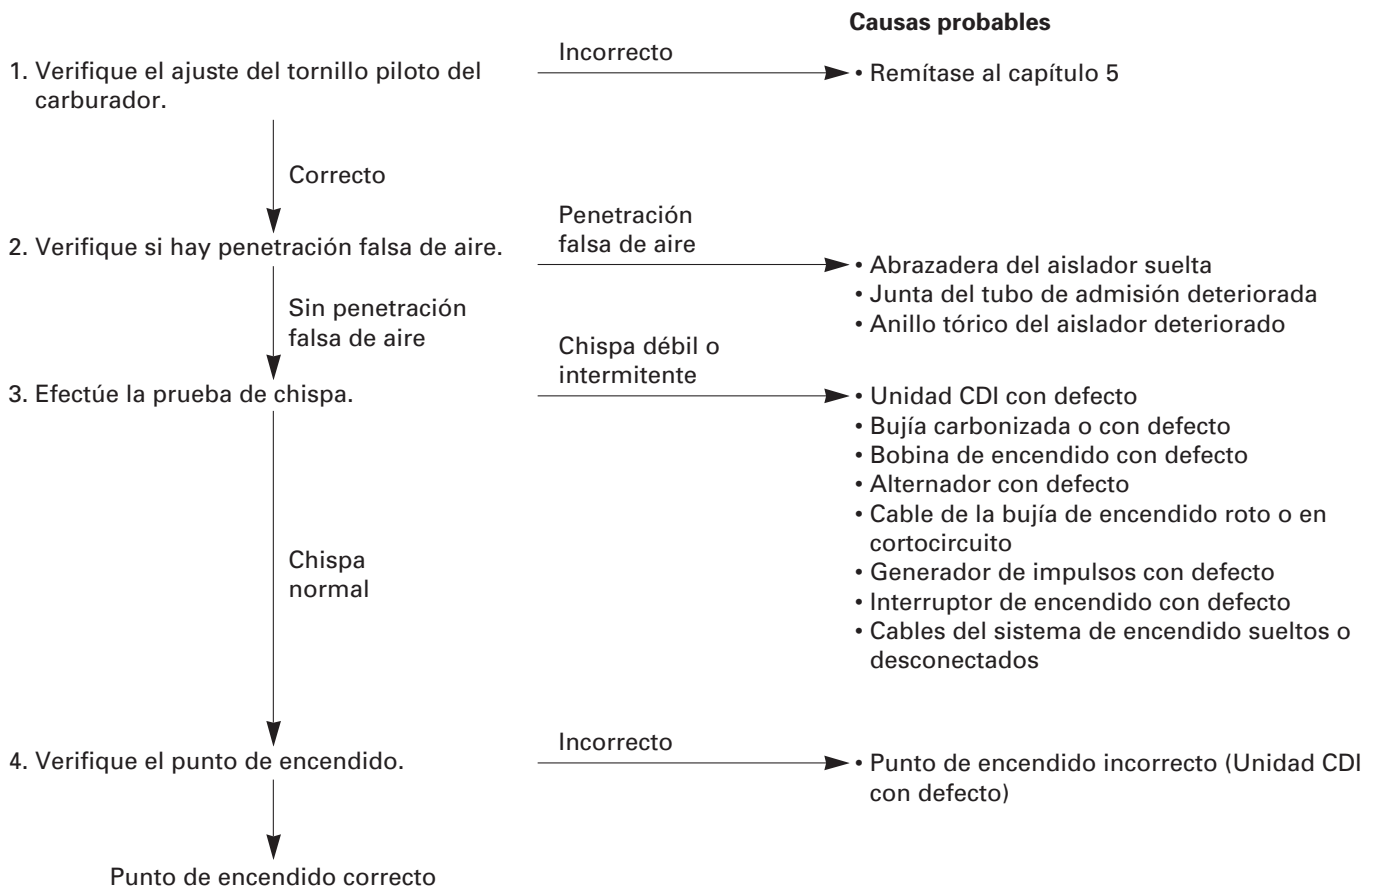 Causas probables
Incorrecto
1. Verifique el ajuste del tornillo piloto del
carburador.
• Remítase al capítulo 5
Correcto
Penetración
falsa de aire
2. Verifique si hay penetración falsa de aire.
• Abrazadera del aislador suelta
• Junta del tubo de admisión deteriorada
• Anillo tórico del aislador deteriorado
Sin penetración
falsa de aire
Chispa débil o
intermitente
3. Efectúe la prueba de chispa.
• Unidad CDI con defecto
• Bujía carbonizada o con defecto
• Bobina de encendido con defecto
• Alternador con defecto
• Cable de la bujía de encendido roto o en
cortocircuito
• Generador de impulsos con defecto
• Interruptor de encendido con defecto
• Cables del sistema de encendido sueltos o
desconectados
Chispa
normal
Incorrecto
4. Verifique el punto de encendido.
• Punto de encendido incorrecto (Unidad CDI
con defecto)
Punto de encendido correcto